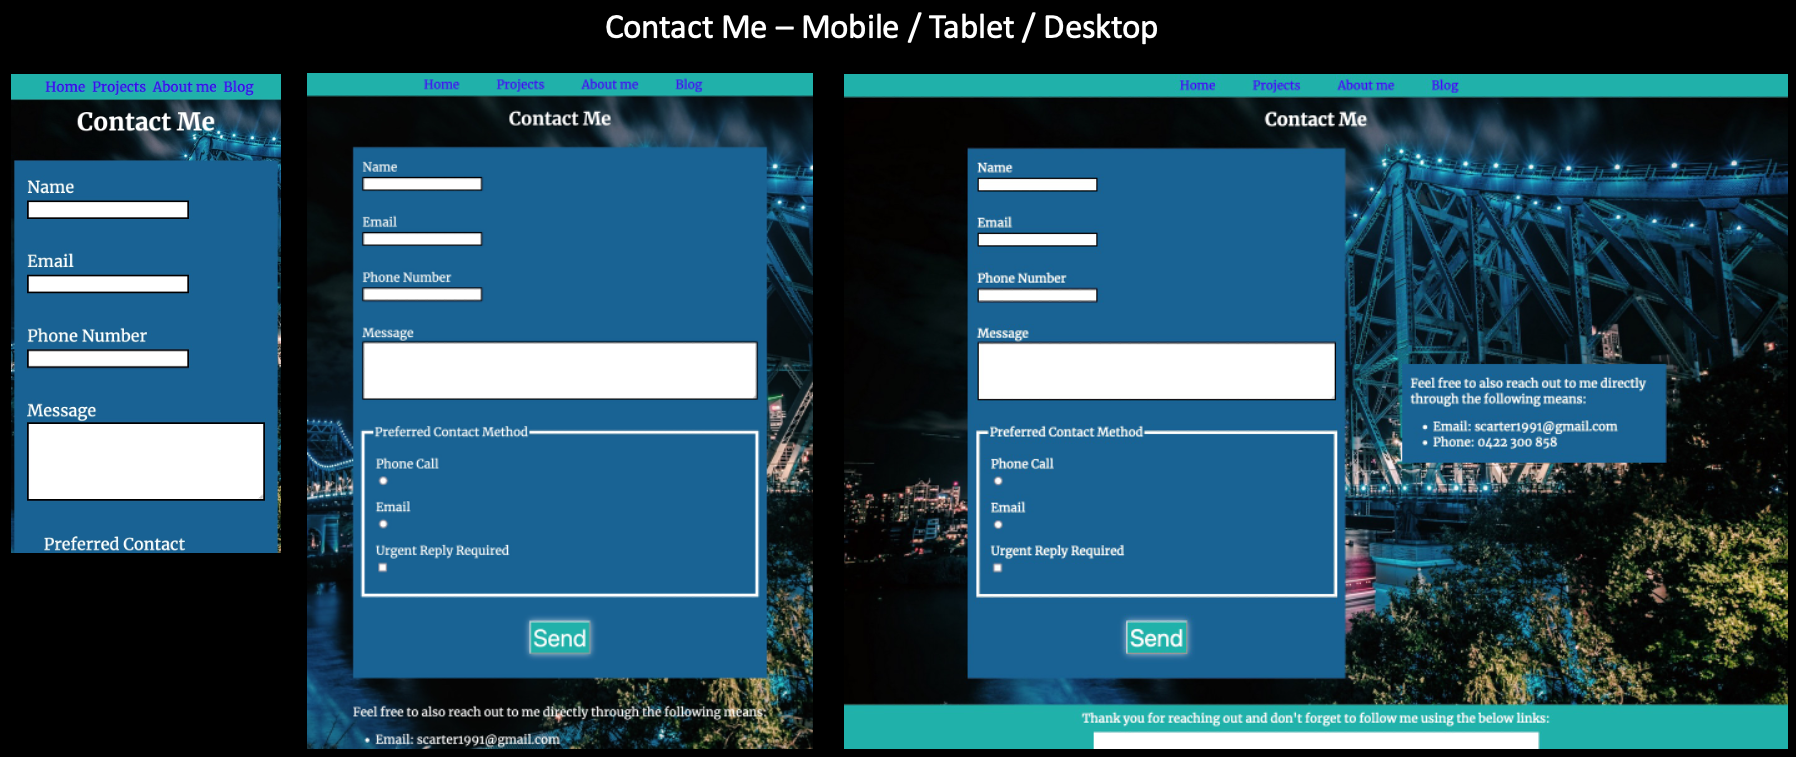 Contact Me – Mobile / Tablet / Desktop
Home Projects About me Blog
Contact Me
Name
Email
Phone Number
Message
Preferred Contact
Home Projects About me Blog
Contact Me
Name
Email
Phone Number
Message
Preferred Contact Method
Phone Call
Email
Urgent Reply Required
Send
Feel free to also reach out to me directly through the following means:
• Email: scarter1991@gmail.com
Home Projects About me Blog
Contact Me
Name
Email
Phone Number
Message
Preferred Contact Method
Phone Call
Email
Urgent Reply Required
Send
Feel free to also reach out to me directly
through the following means:
• Email: scarter1991@gmail.com
• Phone: 0422 300 858
Thank you for reaching out and don't forget to follow me using the below links: